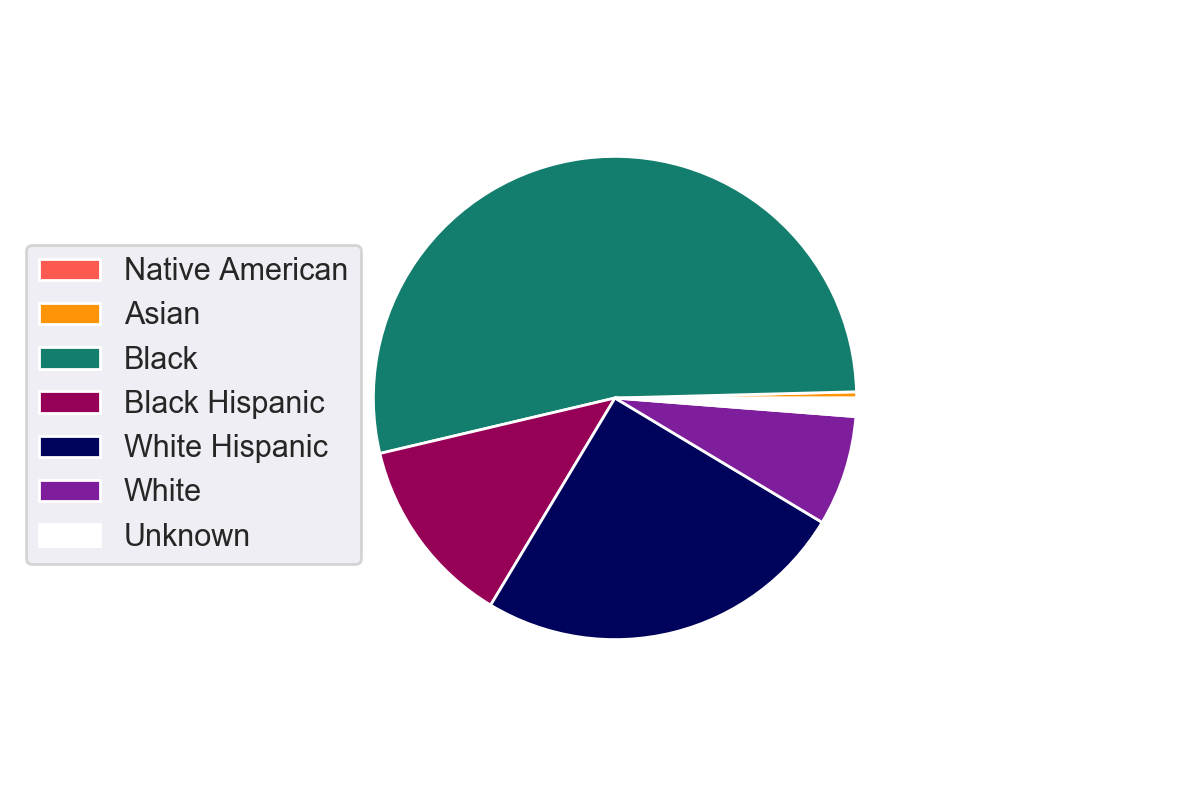 Native American
Asian
Black
Black Hispanic
White Hispanic
White
Unknown